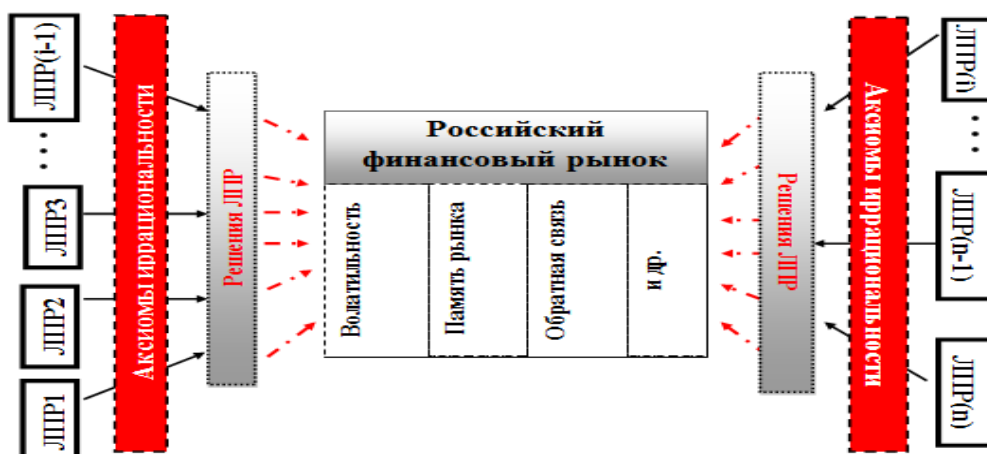 ЛПР(i-1)
...
ЛПР3
ЛПР2
ЛПР1
Аксиомы иррациональности
Решения ЛПР
Российский
финансовый рынок
Волатильность
Память рынка
Обратная связь
и др.
Решения ЛПР
Аксиомы иррациональности
ЛПР(i)
...
ЛПР(n-1)
ЛПР(n)